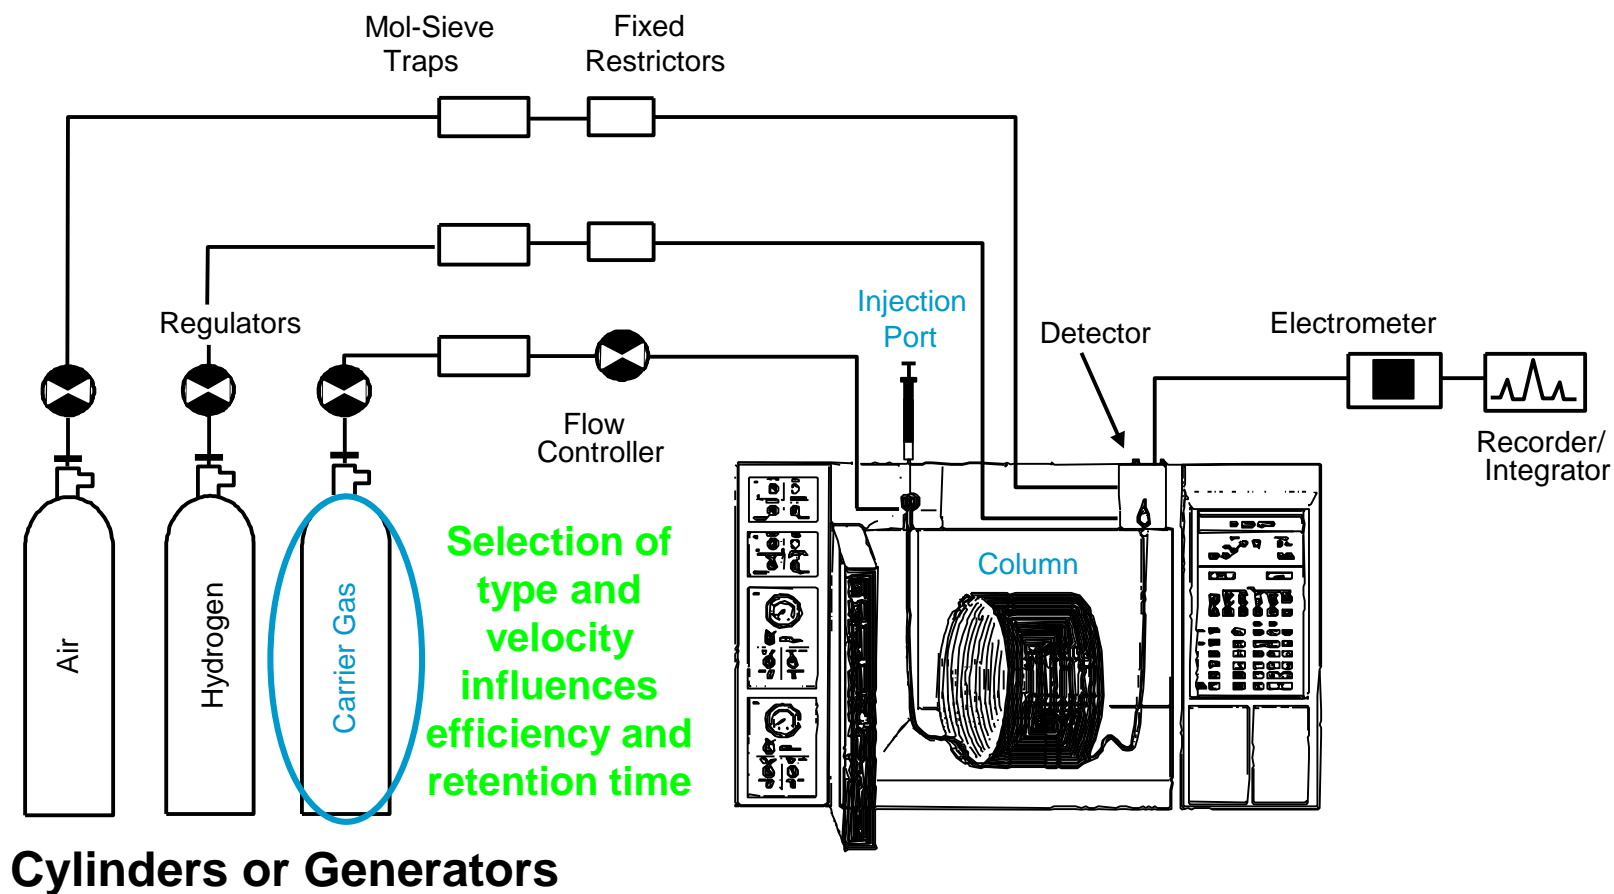 Mol-Sieve
Traps
Fixed
Restrictors
Regulators
Injection
Port
Detector
Electrometer
Flow
Controller
Recorder/
Integrator
Selection of
type and
velocity
influences
efficiency and
retention time
Column
Air
Hydrogen
Carrier Gas
Cylinders or Generators